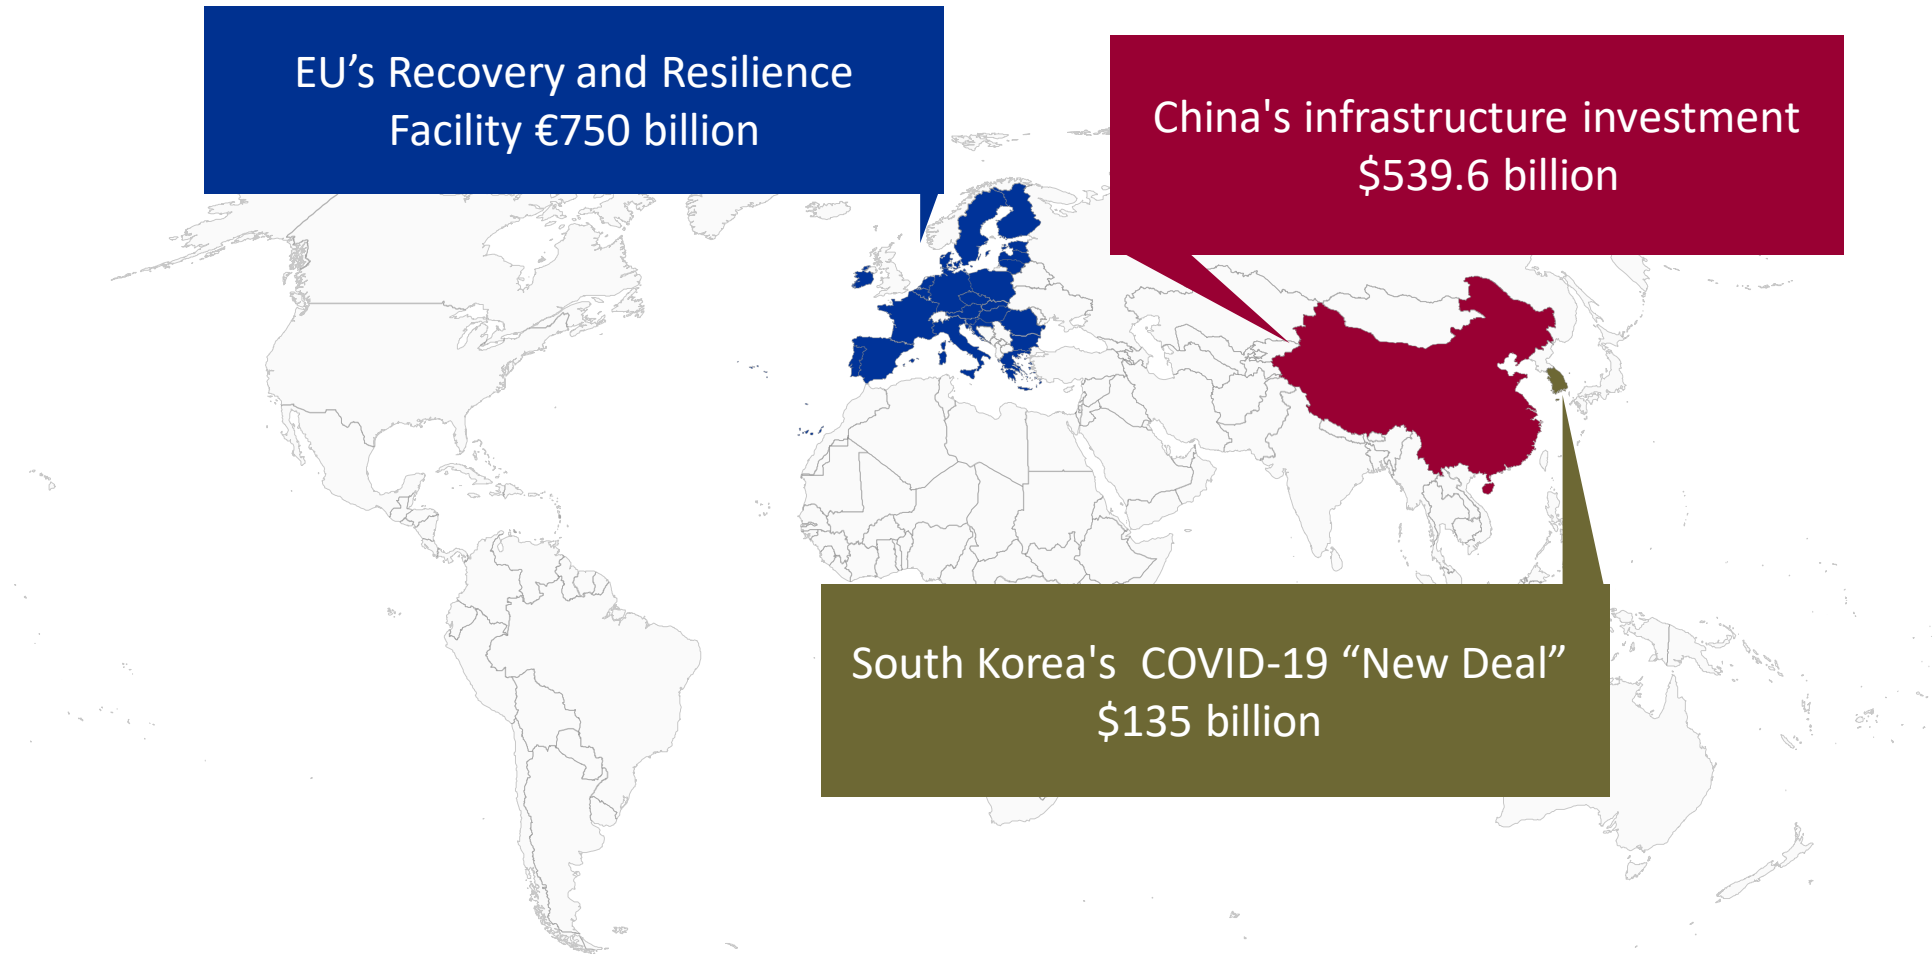 EU’s Recovery and Resilience
Facility €750 billion
China's infrastructure investment
$539.6 billion
South Korea's  COVID-19 “New Deal”
$135 billion